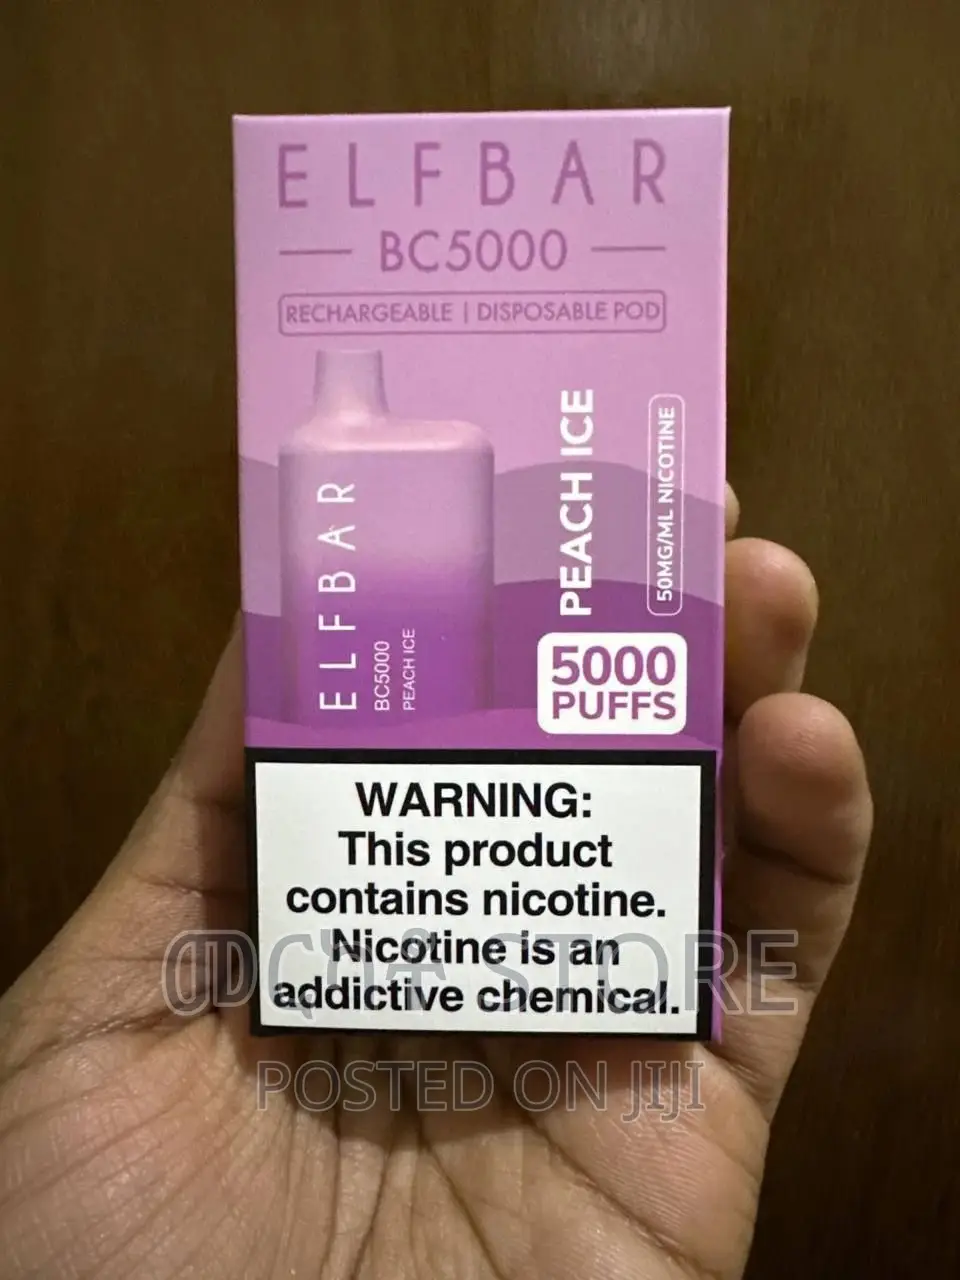 ELFBAR
BC5000
RECHARGEABLE | DISPOSABLE POD
ELFBAR
BC5000
PEACH ICE
PEACH ICE
50MG/ML NICOTINE
5000
PUFFS
WARNING:
This product
contains nicotine.
Nicotine is an
addictive chemical.
STORE
POSTED ON JIJI